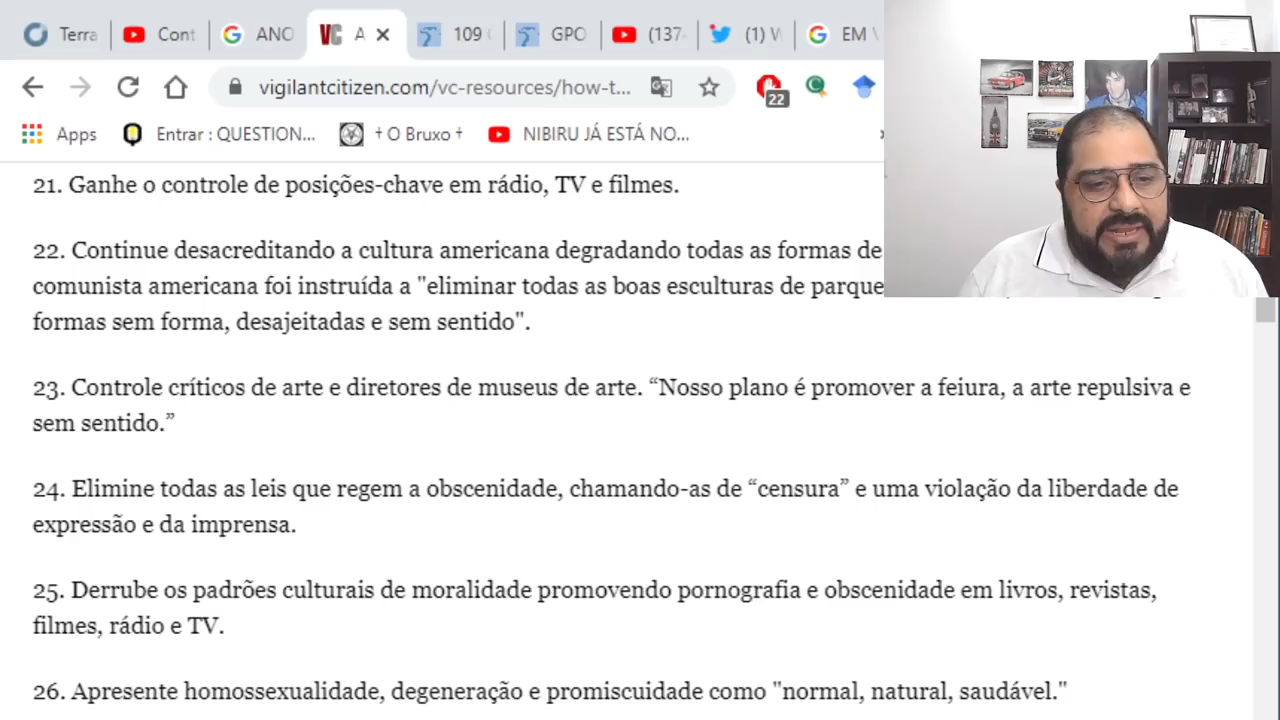 Terra
Cont
ANO
VC A
109
GPO
(137-
(1)
EM
vigilantcitizen.com/vc-resources/how-t...
22
Apps
Entrar : QUESTION...
† O Bruxo †
NIBIRU JÁ ESTÁ NO...
21. Ganhe o controle de posições-chave em rádio, TV e filmes.
22. Continue desacreditando a cultura americana degradando todas as formas de
comunista americana foi instruída a "eliminar todas as boas esculturas de parque
formas sem forma, desajeitadas e sem sentido".
23. Controle críticos de arte e diretores de museus de arte. “Nosso plano é promover a feiura, a arte repulsiva e
sem sentido.”
24. Elimine todas as leis que regem a obscenidade, chamando-as de “censura” e uma violação da liberdade de
expressão e da imprensa.
25. Derrube os padrões culturais de moralidade promovendo pornografia e obscenidade em livros, revistas,
filmes, rádio e TV.
26. Apresente homossexualidade, degeneração e promiscuidade como "normal, natural, saudável."